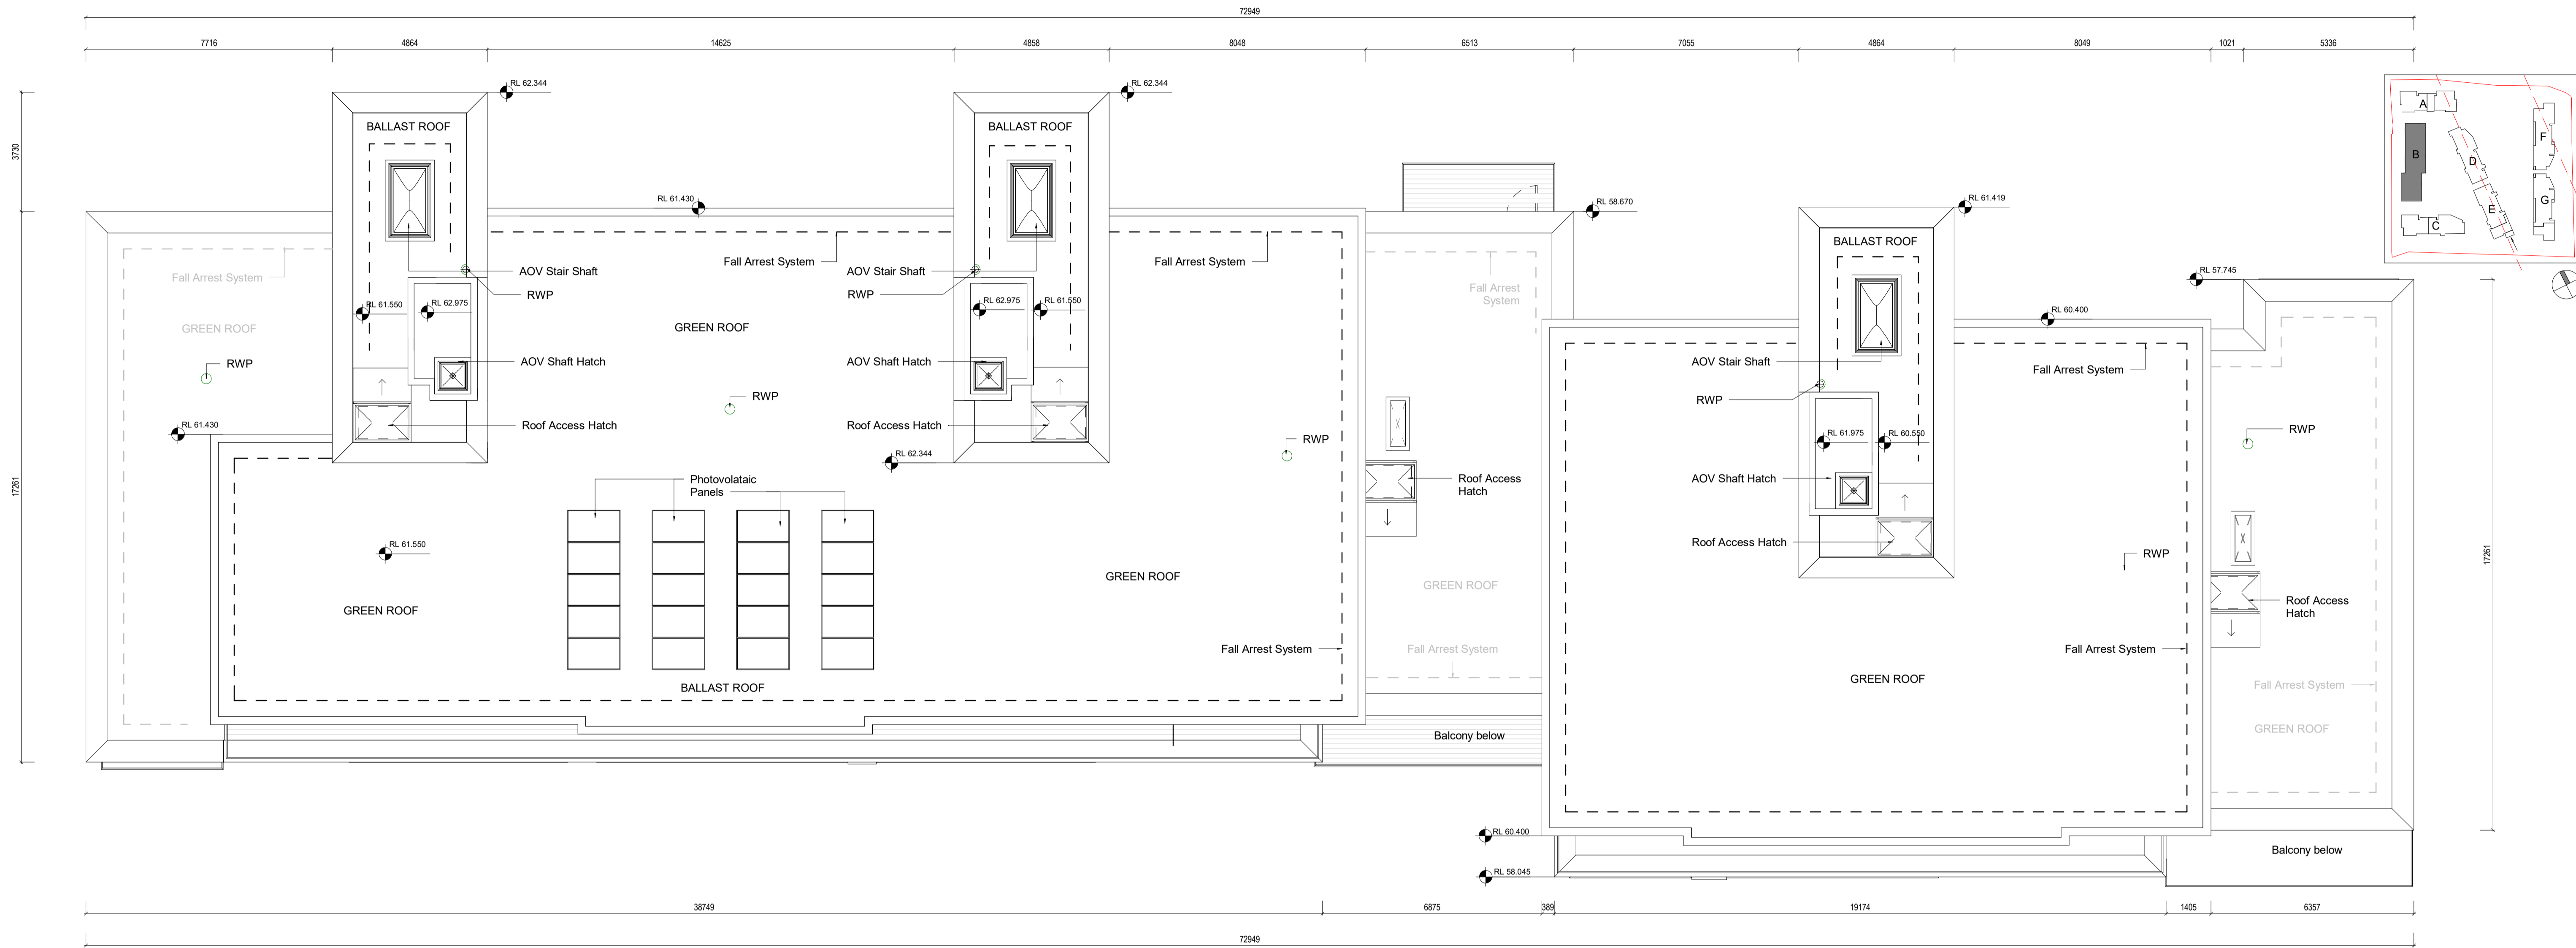 72949
7716
4864
14625
4858
8048
6513
7055
4864
8049
1021
5336
RL 62.344
RL 62.344
BALLAST ROOF
BALLAST ROOF
3730
RL 61.430
RL 58.670
RL 61.419
BALLAST ROOF
A
B
C
D
E
F
G
Fall Arrest System
AOV Stair Shaft
Fall Arrest System
AOV Stair Shaft
Fall Arrest System
RL 57.745
Fall Arrest
System
RWP
RWP
RL 61.550
RL 62.975
RL 62.975
RL 61.550
RL 60.400
GREEN ROOF
GREEN ROOF
RWP
AOV Shaft Hatch
AOV Shaft Hatch
AOV Stair Shaft
Fall Arrest System
RWP
RWP
RL 61.430
Roof Access Hatch
Roof Access Hatch
RWP
RL 61.975
RL 60.550
RWP
RL 62.344
17261
Photovolataic
Panels
Roof Access
Hatch
AOV Shaft Hatch
RL 61.550
Roof Access Hatch
RWP
17261
GREEN ROOF
GREEN ROOF
GREEN ROOF
Roof Access
Hatch
Fall Arrest System
Fall Arrest System
Fall Arrest System
GREEN ROOF
Fall Arrest System
BALLAST ROOF
GREEN ROOF
Balcony below
RL 60.400
Balcony below
RL 58.045
38749
6875
389
19174
1405
6357
72949